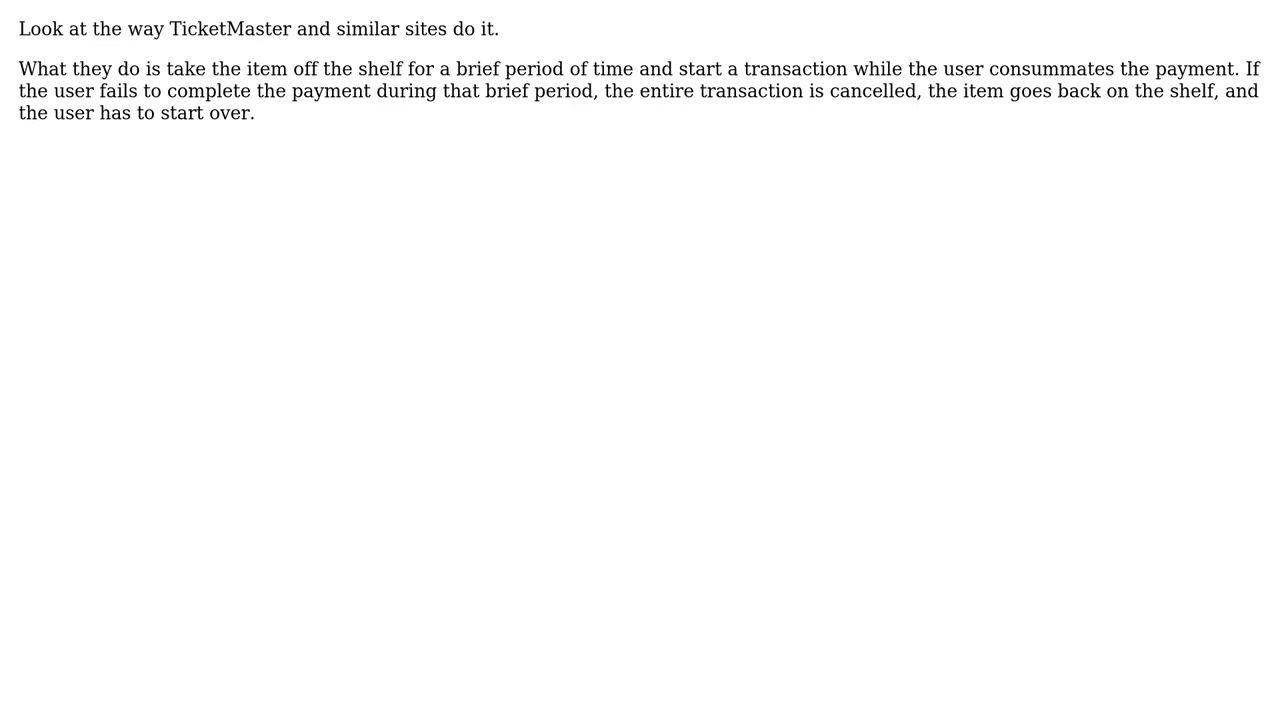 Look at the way TicketMaster and similar sites do it.
What they do is take the item off the shelf for a brief period of time and start a transaction while the user consummates the payment. If
the user fails to complete the payment during that brief period, the entire transaction is cancelled, the item goes back on the shelf, and
the user has to start over.